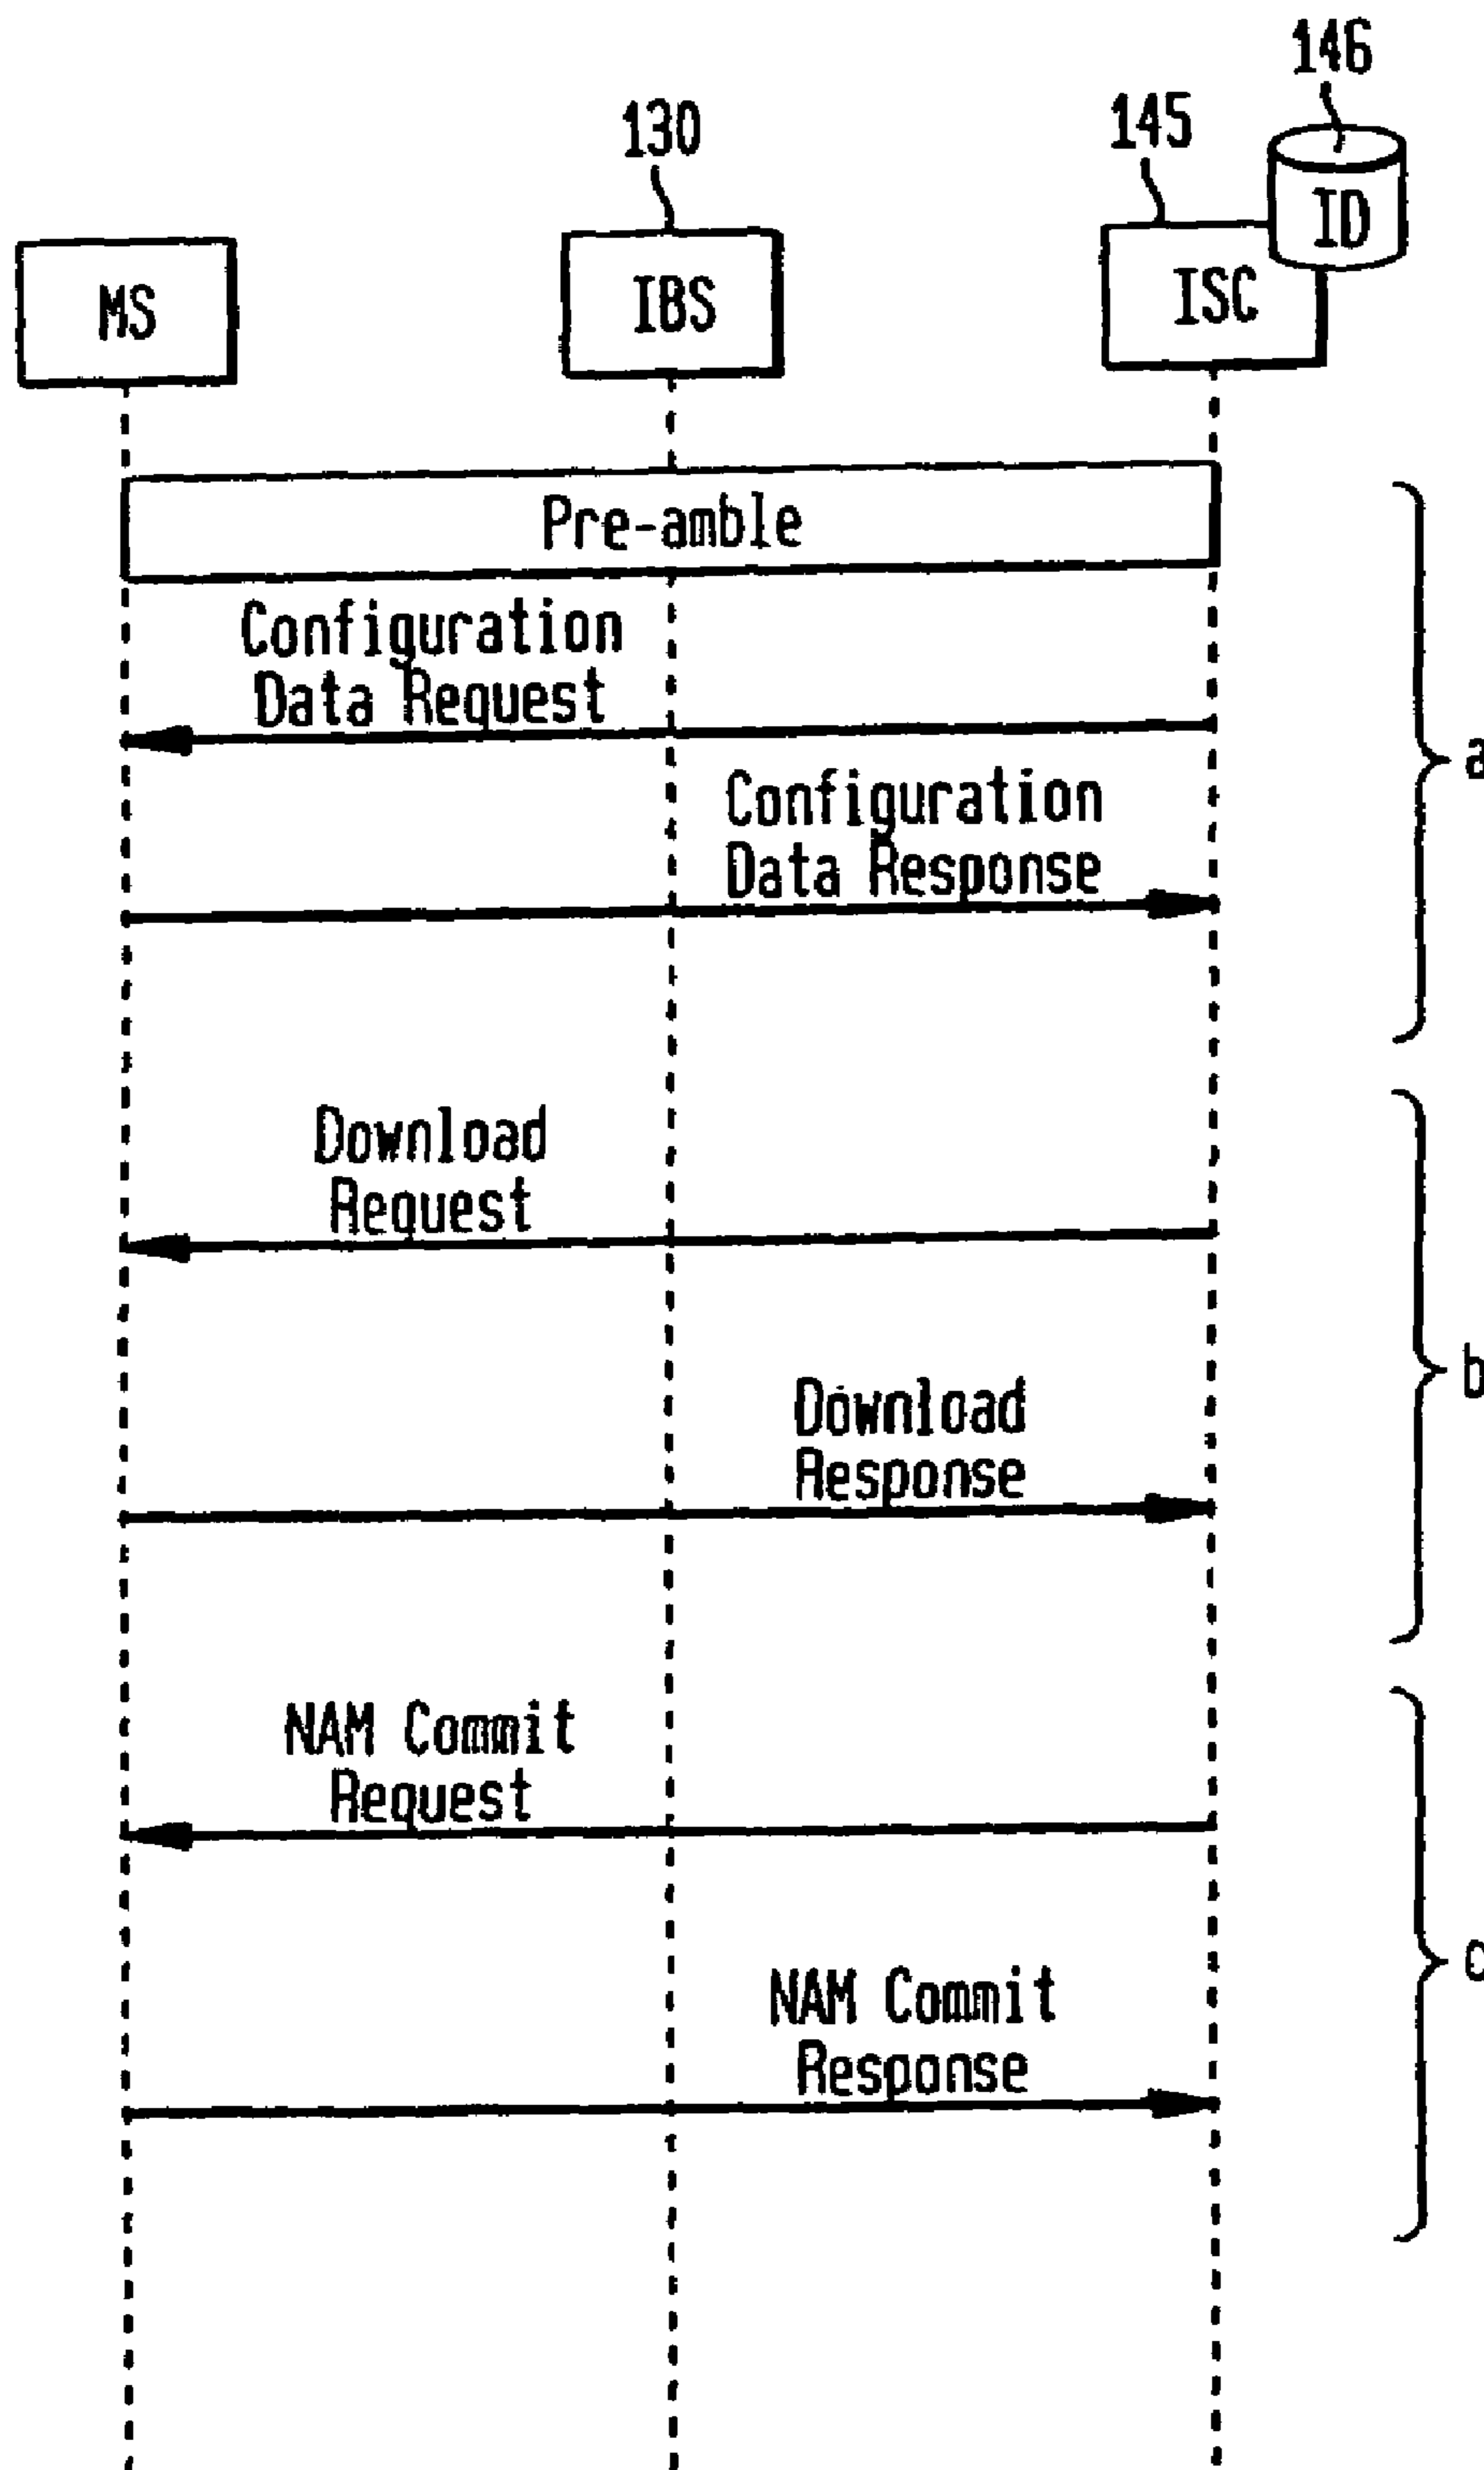 146
130
145
ID
MS
IBS
ISC
Pre-amble
Configuration
Data Request
a
Configuration
Data Response
Download
Request
b
Download
Response
NAM Commit
Request
c
NAM Commit
Response